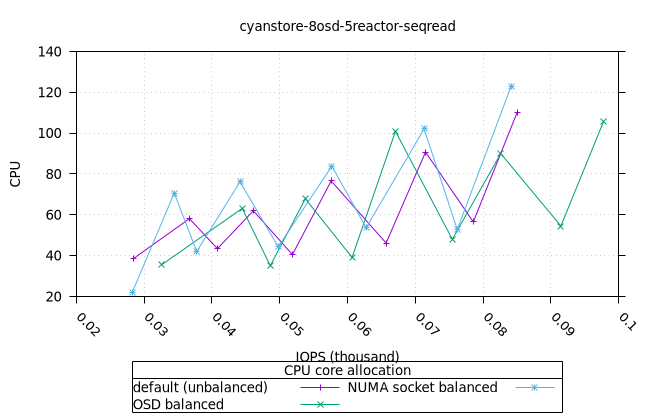 cyanstore-8osd-5reactor-seqread
140
120
100
80
60
40
20
CPU
0.02 0.03 0.04 0.05 0.06 0.07 0.08 0.09 0.1
IOPS (thousand)
CPU core allocation
default (unbalanced) NUMA socket balanced
OSD balanced